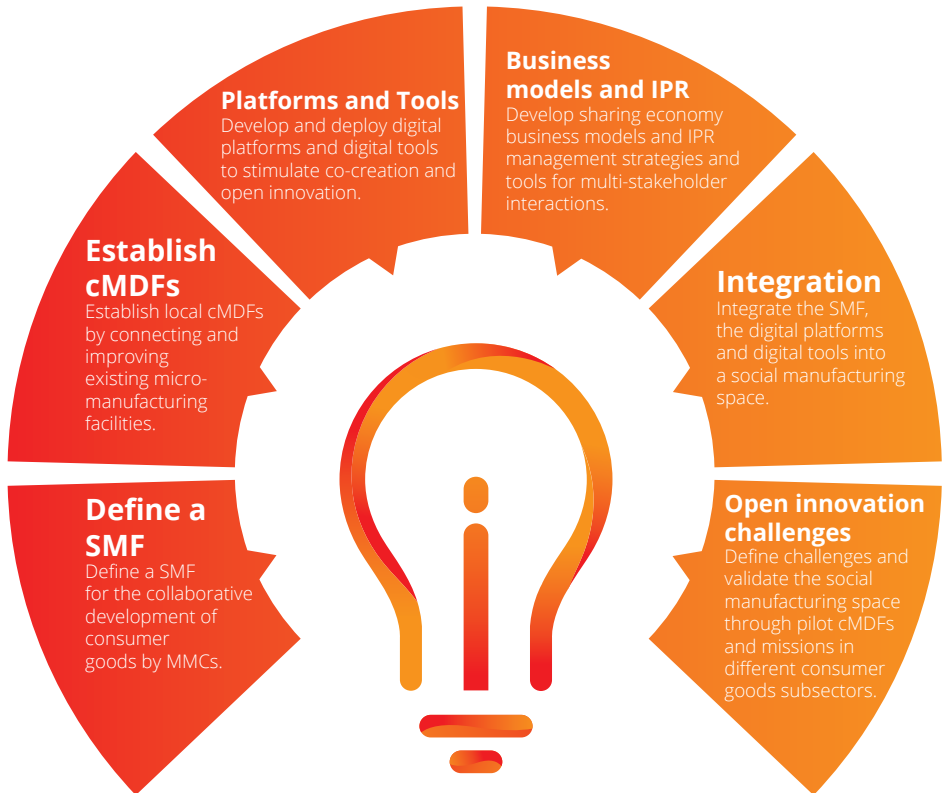 Define a
SMF
Define a SMF
for the collaborative
development of
consumer
goods by MMCs.
Establish
cMDFs
Establish local cMDFs
by connecting and
improving
existing micro-
manufacturing
facilities.
Platforms and Tools
Develop and deploy digital
platforms and digital tools
to stimulate co-creation and
open innovation.
Business
models and IPR
Develop sharing economy
business models and IPR
management strategies and
tools for multi-stakeholder
interactions.
Integration
Integrate the SMF,
the digital platforms
and digital tools into
a social manufacturing
space.
Open innovation
challenges
Define challenges and
validate the social
manufacturing space
through pilot cMDFs
and missions in
different consumer
goods subsectors.